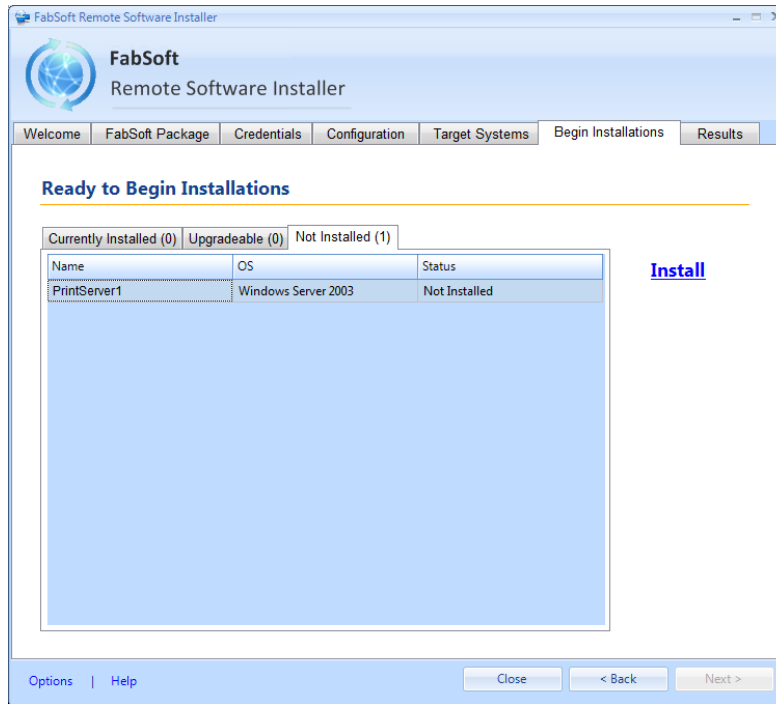 FabSoft Remote Software Installer
FabSoft
Remote Software Installer
Welcome FabSoft Package Credentials Configuration Target Systems Begin Installations Results
Ready to Begin Installations
Currently Installed (0) Upgradeable (0) Not Installed (1)
Name OS Status
Install
PrintServer1 Windows Server 2003 Not Installed
Options | Help Close < Back Next >